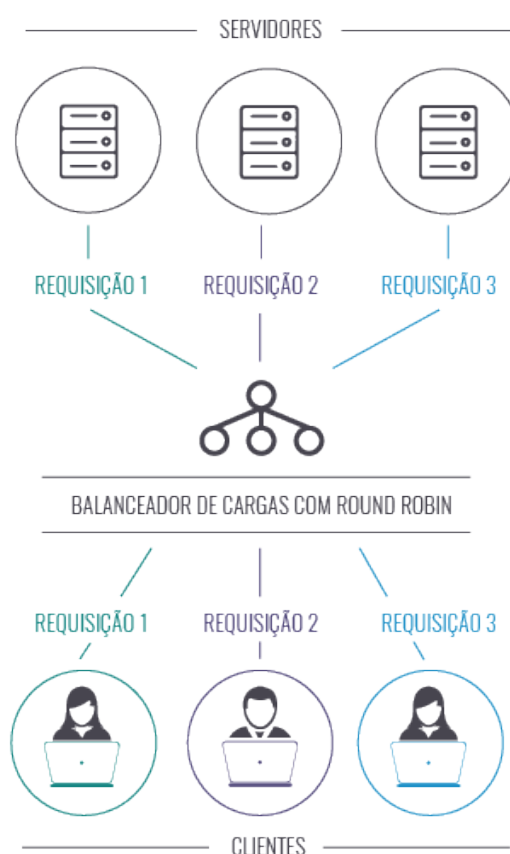 SERVIDORES
REQUISIÇÃO 1
REQUISIÇÃO 2
REQUISIÇÃO 3
BALANCEADOR DE CARGAS COM ROUND ROBIN
REQUISIÇÃO 1
REQUISIÇÃO 2
REQUISIÇÃO 3
CLIENTES